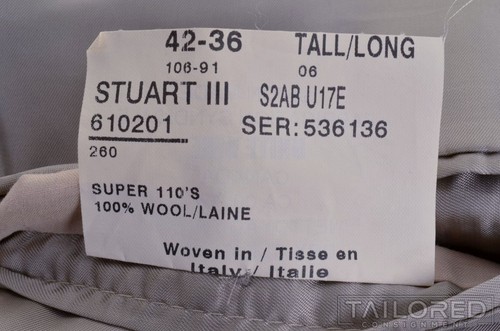 42-36 TALL/LONG
106-91 06
STUART III S2AB U17E
610201 SER:536136
260
SUPER 110'S
100% WOOL/LAINE
Woven in / Tisse en
Italy / Italie
TAILORED